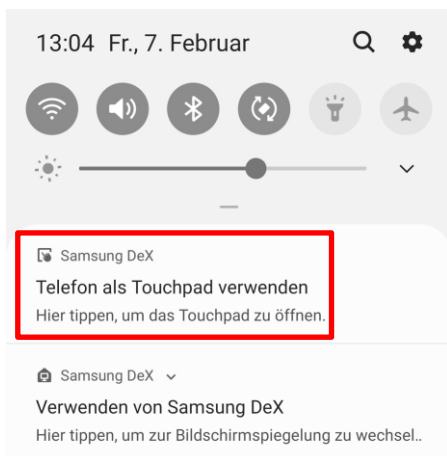 13:04 Fr., 7. Februar
Samsung DeX
Telefon als Touchpad verwenden
Hier tippen, um das Touchpad zu öffnen.
Samsung DeX
Verwenden von Samsung DeX
Hier tippen, um zur Bildschirmspiegelung zu wechsel..